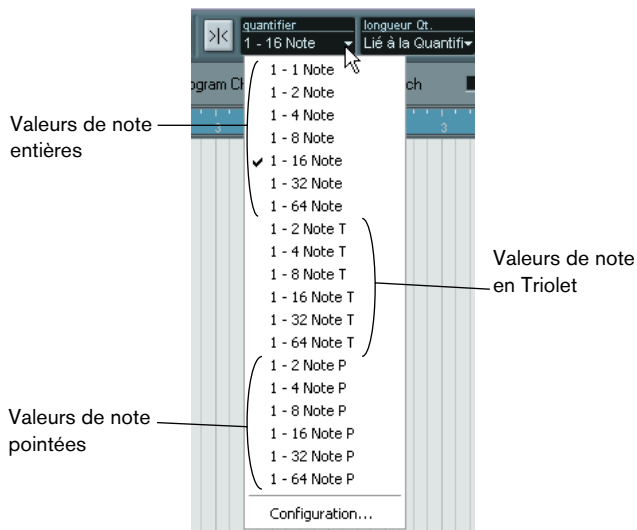 quantifier
longueur Qt.
1 - 16 Note
Lié à la Quantifi
ogram Ch
ch
3
3
1 - 1 Note
1 - 2 Note
1 - 4 Note
1 - 8 Note
1 - 16 Note
1 - 32 Note
1 - 64 Note
1 - 2 Note T
1 - 4 Note T
1 - 8 Note T
1 - 16 Note T
1 - 32 Note T
1 - 64 Note T
1 - 2 Note P
1 - 4 Note P
1 - 8 Note P
1 - 16 Note P
1 - 32 Note P
1 - 64 Note P
Configuration...
Valeurs de note
entières
Valeurs de note
en Triolet
Valeurs de note
pointées